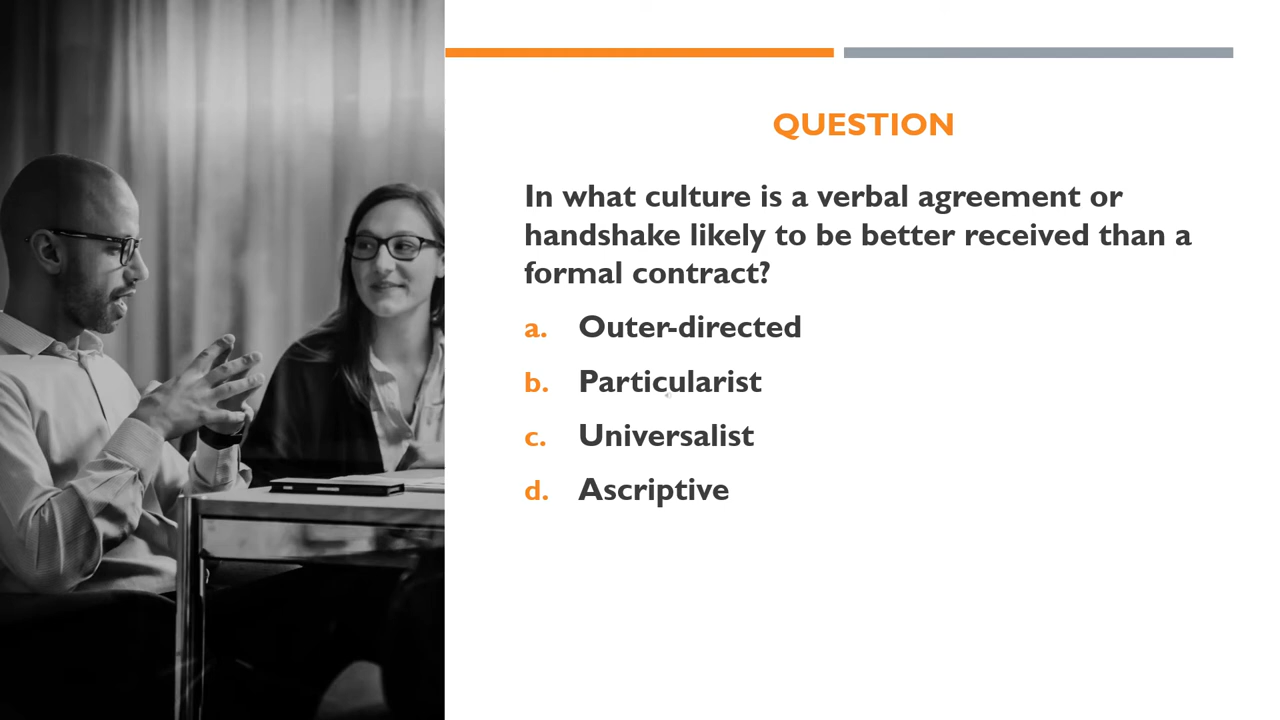 QUESTION
In what culture is a verbal agreement or
handshake likely to be better received than a
formal contract?
a. Outer-directed
b. Particularist
c. Universalist
d. Ascriptive